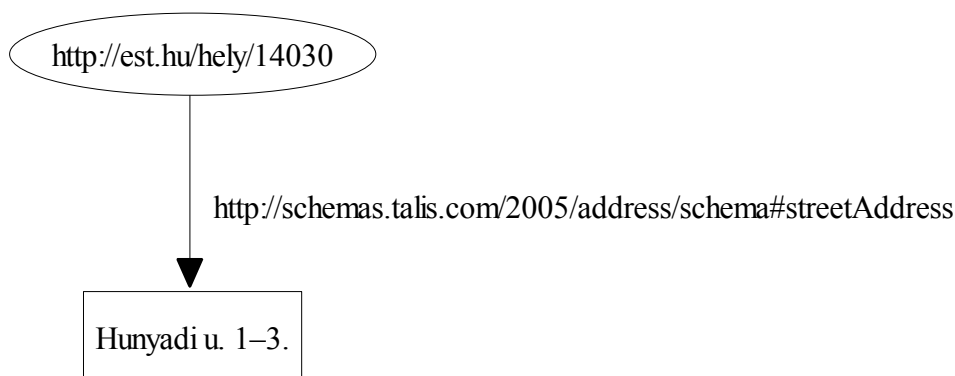 http://est.hu/hely/14030
http://schemas.talis.com/2005/address/schema#streetAddress
Hunyadi u. 1–3.